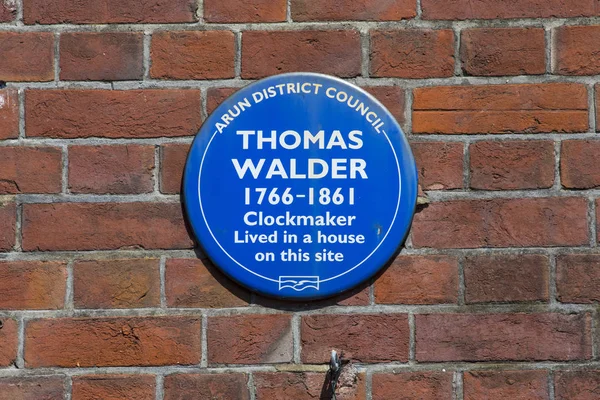 ARUN DISTRICT COUNCIL
THOMAS
WALDER
1766-1861
Clockmaker
Lived in a house
on this site